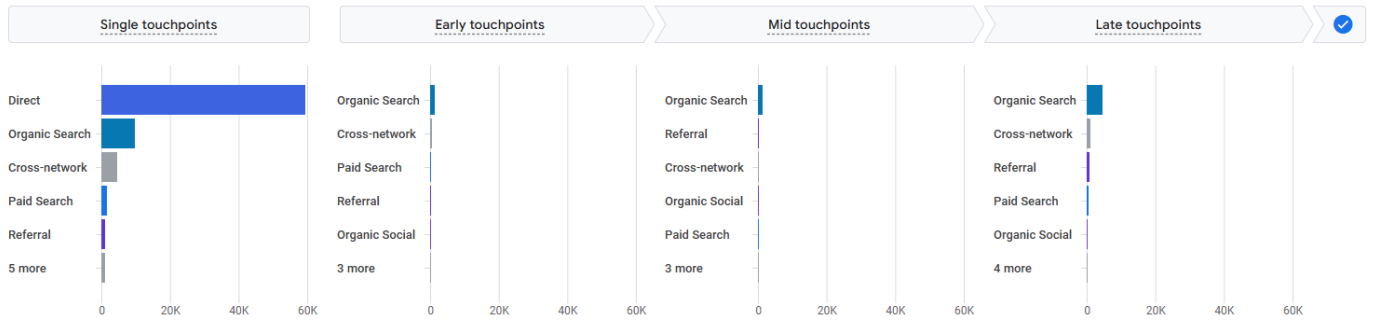 Single touchpoints
Early touchpoints
Mid touchpoints
Late touchpoints
Direct
Organic Search
Cross-network
Paid Search
Referral
5 more
0 20K 40K 60K
Organic Search
Cross-network
Paid Search
Referral
Organic Social
3 more
0 20K 40K 60K
Organic Search
Referral
Cross-network
Organic Social
Paid Search
3 more
0 20K 40K 60K
Organic Search
Cross-network
Referral
Paid Search
Organic Social
4 more
0 20K 40K 60K